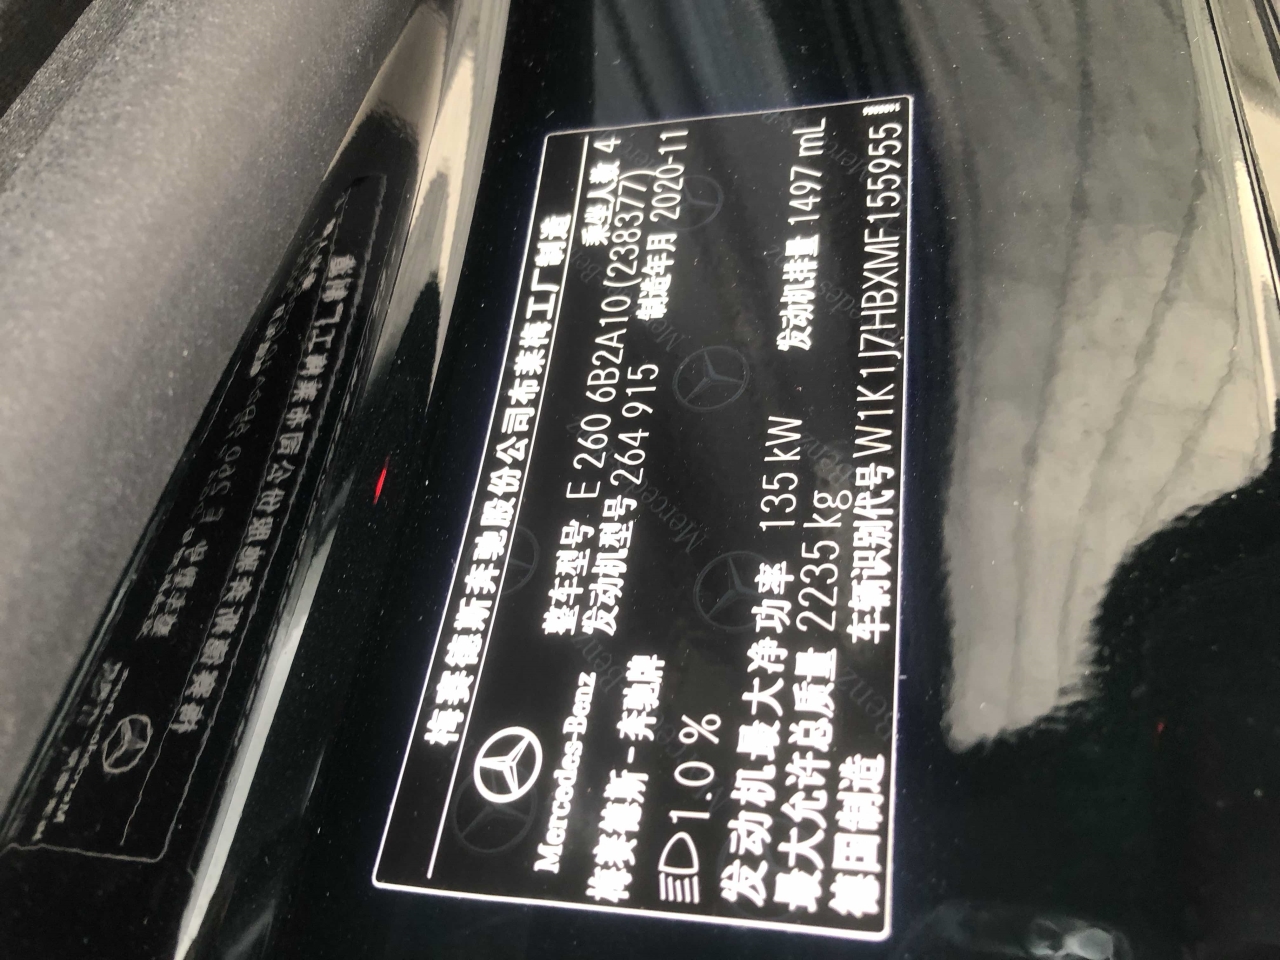 梅赛德斯奔驰股份公司布莱梅工厂制造
Mercedes-Benz
梅赛德斯-奔驰牌
整车型号 E 260 6B2A10 (238377) 乘坐人数 4
发动机型号 264 915 制造年月 2020-11
1.0 %
发动机最大净功率 135 kW 发动机排量 1497 mL
最大允许总质量 2235 kg
德国制造 车辆识别代号 W1K1J7HBXMF155955